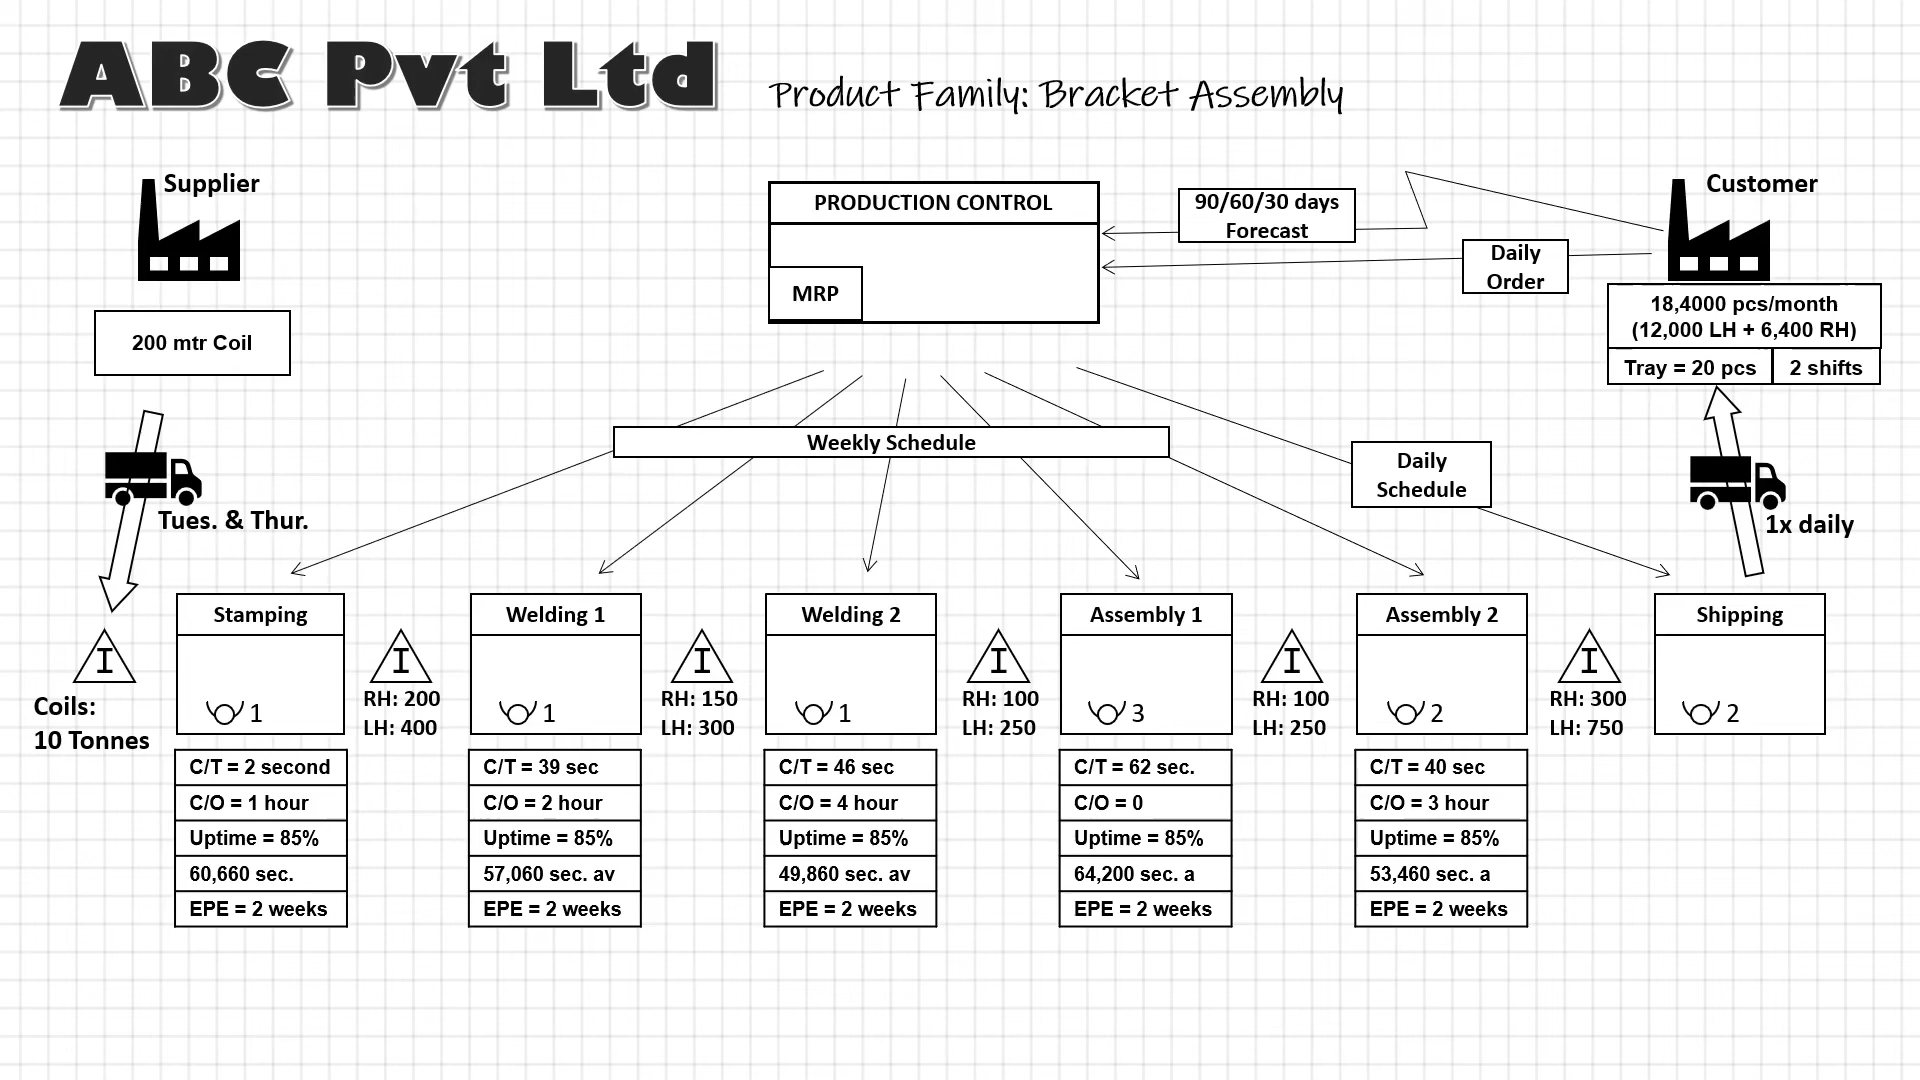 ABC Pvt Ltd
Product Family: Bracket Assembly
Supplier
200 mtr Coil
Tues. & Thur.
PRODUCTION CONTROL
MRP
90/60/30 days
Forecast
Daily
Order
Customer
18,4000 pcs/month
(12,000 LH + 6,400 RH)
Tray = 20 pcs
2 shifts
1x daily
Weekly Schedule
Daily
Schedule
I
Coils:
10 Tonnes
Stamping
1
C/T = 2 second
C/O = 1 hour
Uptime = 85%
60,660 sec.
EPE = 2 weeks
I
RH: 200
LH: 400
Welding 1
1
C/T = 39 sec
C/O = 2 hour
Uptime = 85%
57,060 sec. av
EPE = 2 weeks
I
RH: 150
LH: 300
Welding 2
1
C/T = 46 sec
C/O = 4 hour
Uptime = 85%
49,860 sec. av
EPE = 2 weeks
I
RH: 100
LH: 250
Assembly 1
3
C/T = 62 sec.
C/O = 0
Uptime = 85%
64,200 sec. a
EPE = 2 weeks
I
RH: 100
LH: 250
Assembly 2
2
C/T = 40 sec
C/O = 3 hour
Uptime = 85%
53,460 sec. a
EPE = 2 weeks
I
RH: 300
LH: 750
Shipping
2